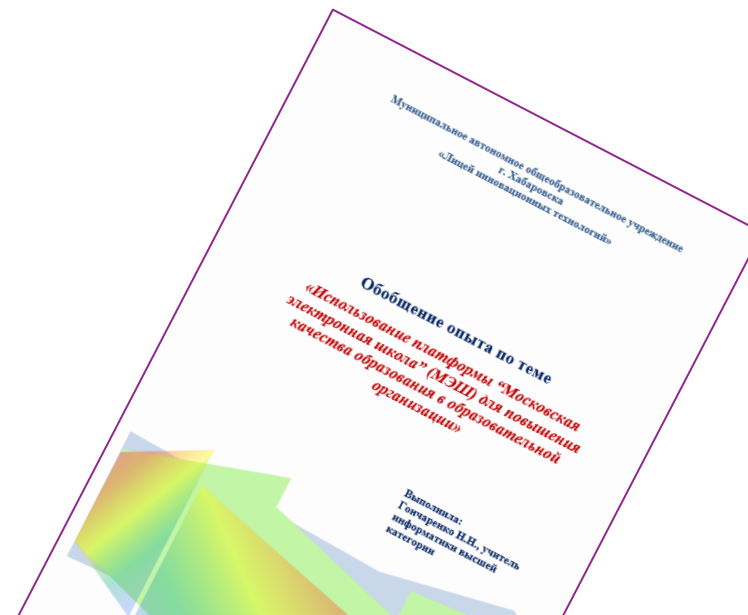 Муниципальное автономное общеобразовательное учреждение
г. Хабаровска
«Лицей инновационных технологий»
Обобщение опыта по теме
«Использование платформы “Московская
электронная школа” (МЭШ) для повышения
качества образования в образовательной
организации»
Выполнила:
Гончаренко Н.Н., учитель
информатики высшей
категории